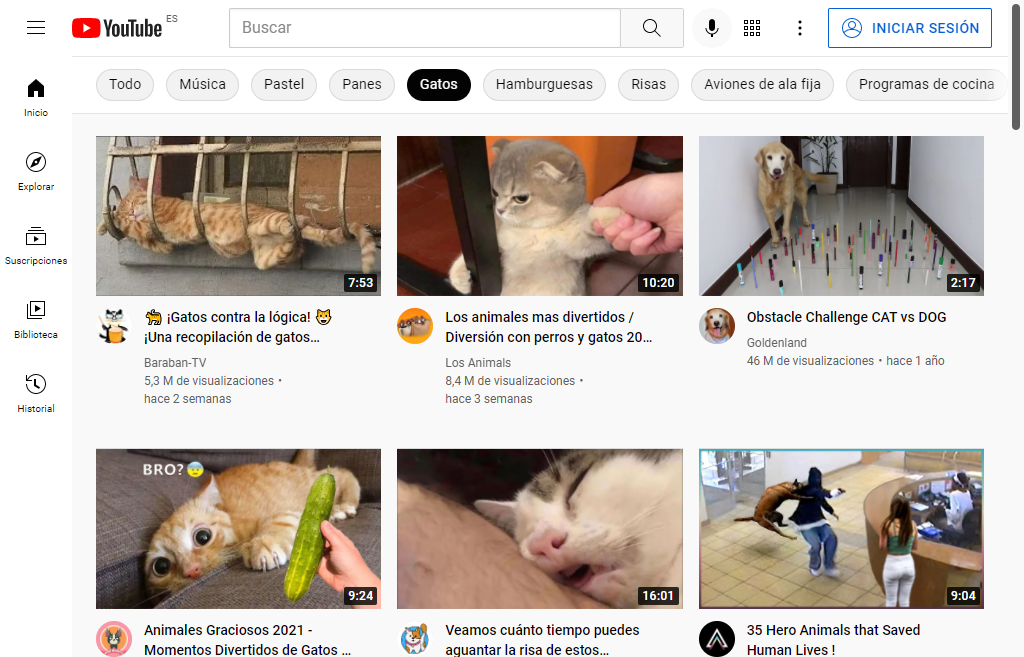 YouTube ES
Buscar
INICIAR SESIÓN
Todo
Música
Pastel
Panes
Gatos
Hamburguesas
Risas
Aviones de ala fija
Programas de cocina
Inicio
Explorar
Suscripciones
Biblioteca
Historial
7:53
10:20
2:17
🐈 ¡Gatos contra la lógica! 🐱
¡Una recopilación de gatos…
Baraban-TV
5,3 M de visualizaciones •
hace 2 semanas
Los animales mas divertidos /
Diversión con perros y gatos 20…
Los Animals
8,4 M de visualizaciones •
hace 3 semanas
Obstacle Challenge CAT vs DOG
Goldenland
46 M de visualizaciones • hace 1 año
BRO?
9:24
16:01
9:04
Animales Graciosos 2021 -
Momentos Divertidos de Gatos …
Veamos cuánto tiempo puedes
aguantar la risa de estos…
35 Hero Animals that Saved
Human Lives !